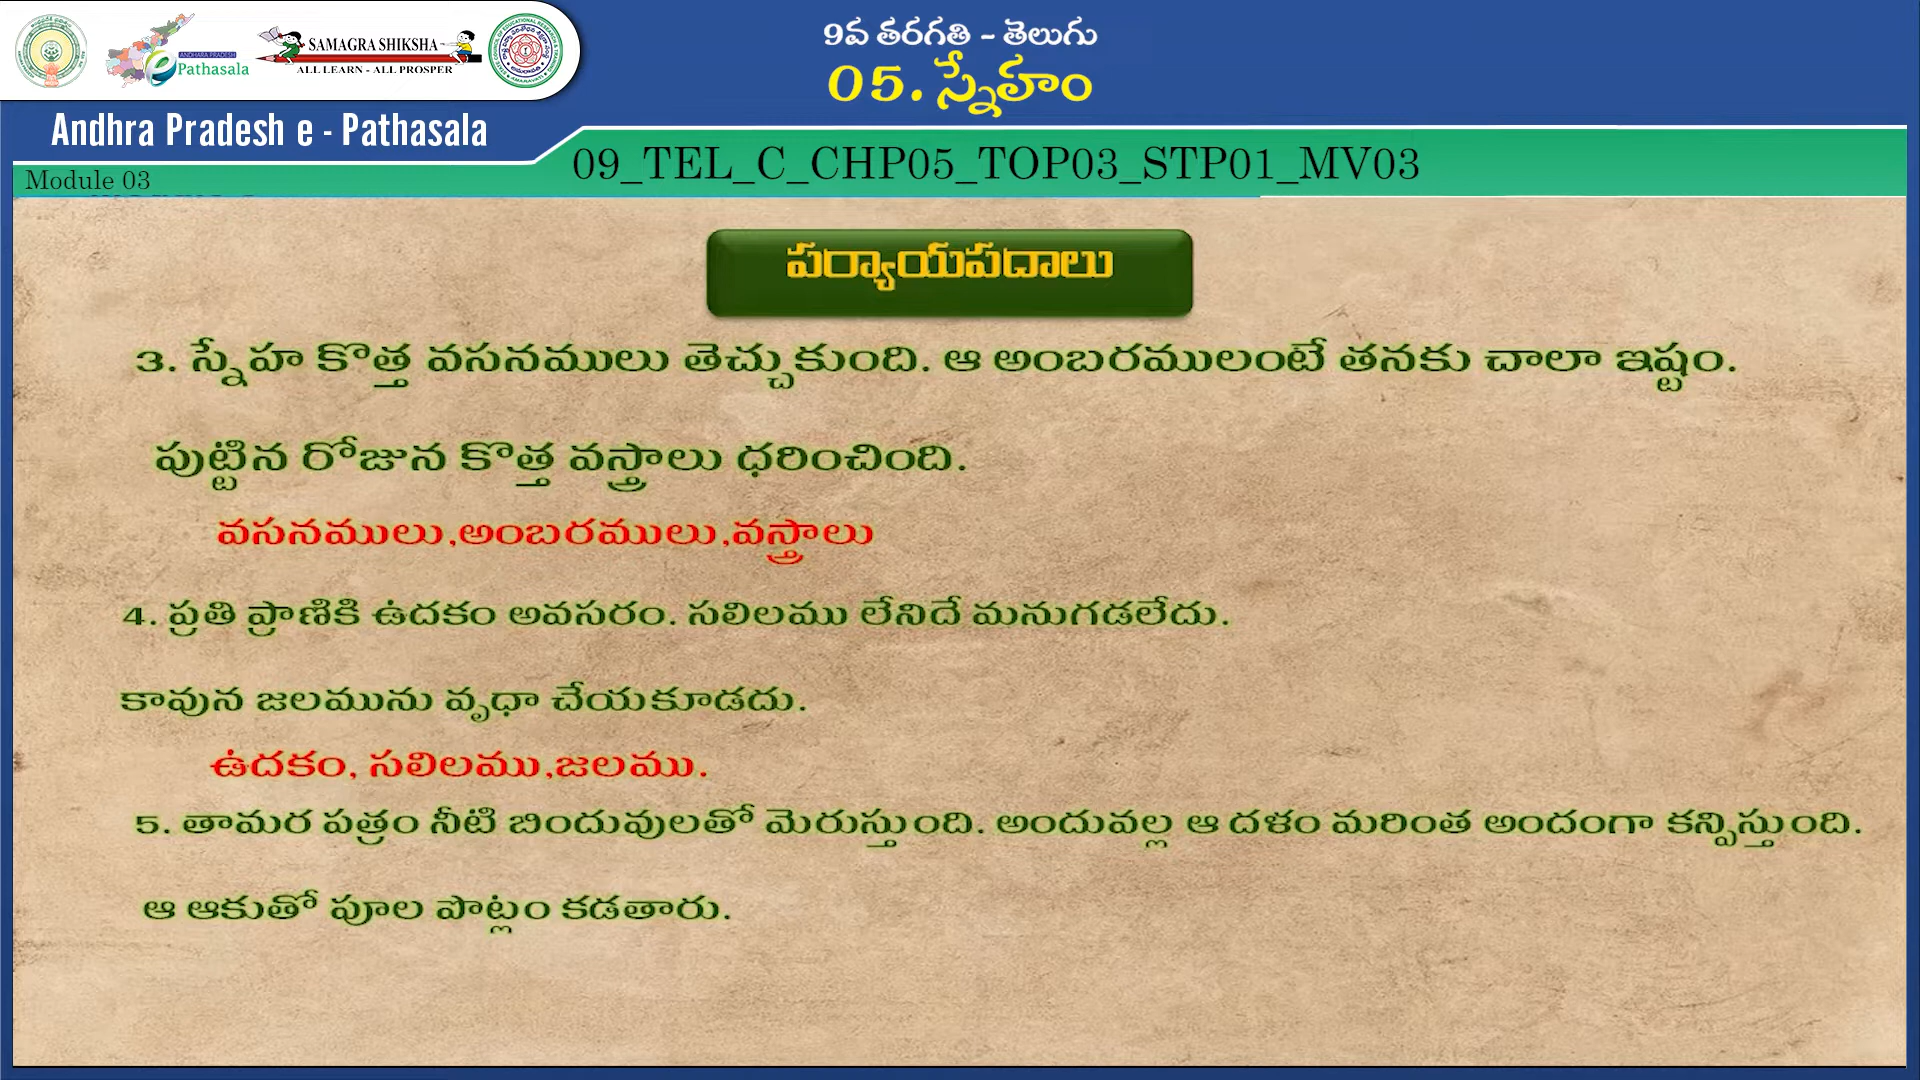 ANDHRA PRADESH
e Pathasala
SAMAGRA SHIKSHA
ALL LEARN - ALL PROSPER
Andhra Pradesh e - Pathasala
Module 03
9వ తరగతి - తెలుగు
05. స్నేహం
09_TEL_C_CHP05_TOP03_STP01_MV03
పర్యాయపదాలు
3. స్నేహ కొత్త వసనములు తెచ్చుకుంది. ఆ అంబరములంటే తనకు చాలా ఇష్టం.
పుట్టిన రోజున కొత్త వస్త్రాలు ధరించింది.
వసనములు,అంబరములు,వస్త్రాలు
4. ప్రతి ప్రాణికి ఉదకం అవసరం. సలిలము లేనిదే మనుగడలేదు.
కావున జలమును వృధా చేయకూడదు.
ఉదకం, సలిలము,జలము.
5. తామర పత్రం నీటి బిందువులతో మెరుస్తుంది. అందువల్ల ఆ దళం మరింత అందంగా కన్పిస్తుంది.
ఆ ఆకుతో పూల పొట్లం కడతారు.